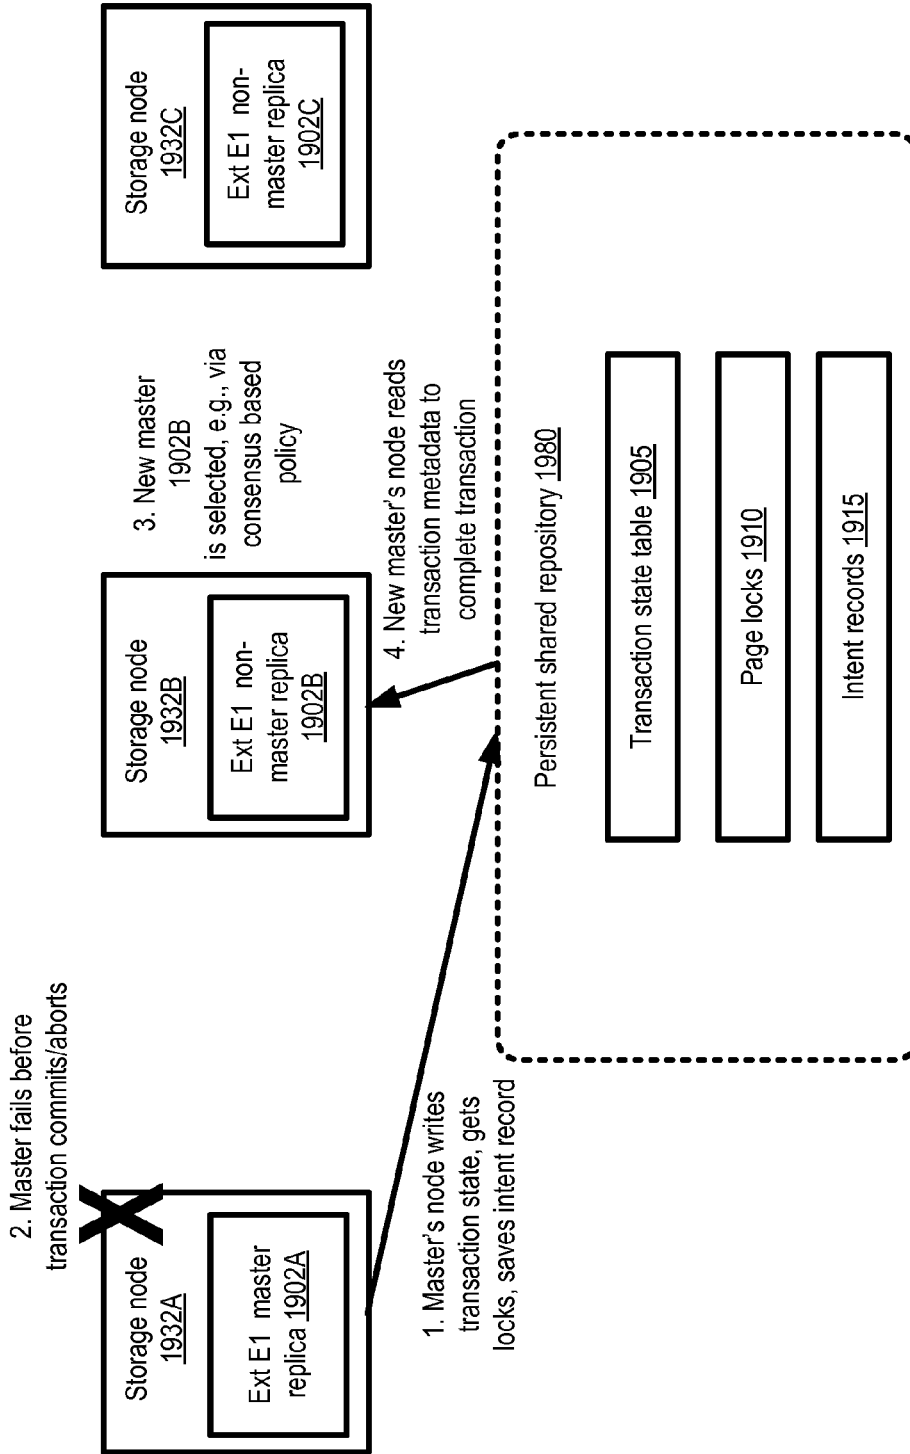 2. Master fails before
transaction commits/aborts
Storage node
1932A
Ext E1 master
replica 1902A
Storage node
1932B
Ext E1 non-
master replica
1902B
3. New master
1902B
is selected, e.g., via
consensus based
policy
Storage node
1932C
Ext E1 non-
master replica
1902C
1. Master's node writes
transaction state, gets
locks, saves intent record
4. New master's node reads
transaction metadata to
complete transaction
Persistent shared repository 1980
Transaction state table 1905
Page locks 1910
Intent records 1915